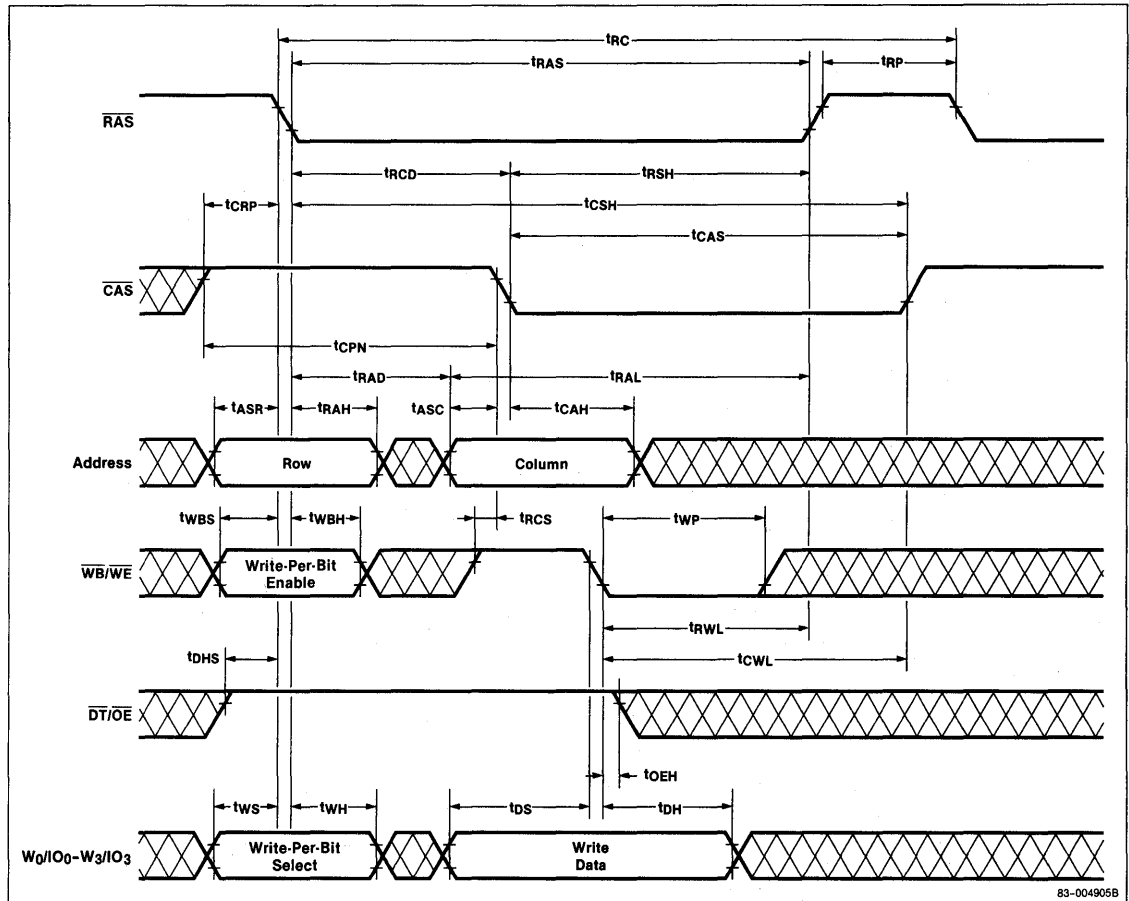 tRC
tRAS
tRP
RAS
tRCD
tRSH
tCRP
tCSH
tCAS
CAS
tCPN
tRAD
tRAL
tASR
tRAH
tASC
tCAH
Address
Row
Column
tWBS
tWBH
tRCS
tWP
WB/WE
Write-Per-Bit
Enable
tRWL
tDHS
tCWL
DT/OE
tOEH
tWS
tWH
tDS
tDH
W0/IO0-W3/IO3
Write-Per-Bit
Select
Write
Data
83-004905B